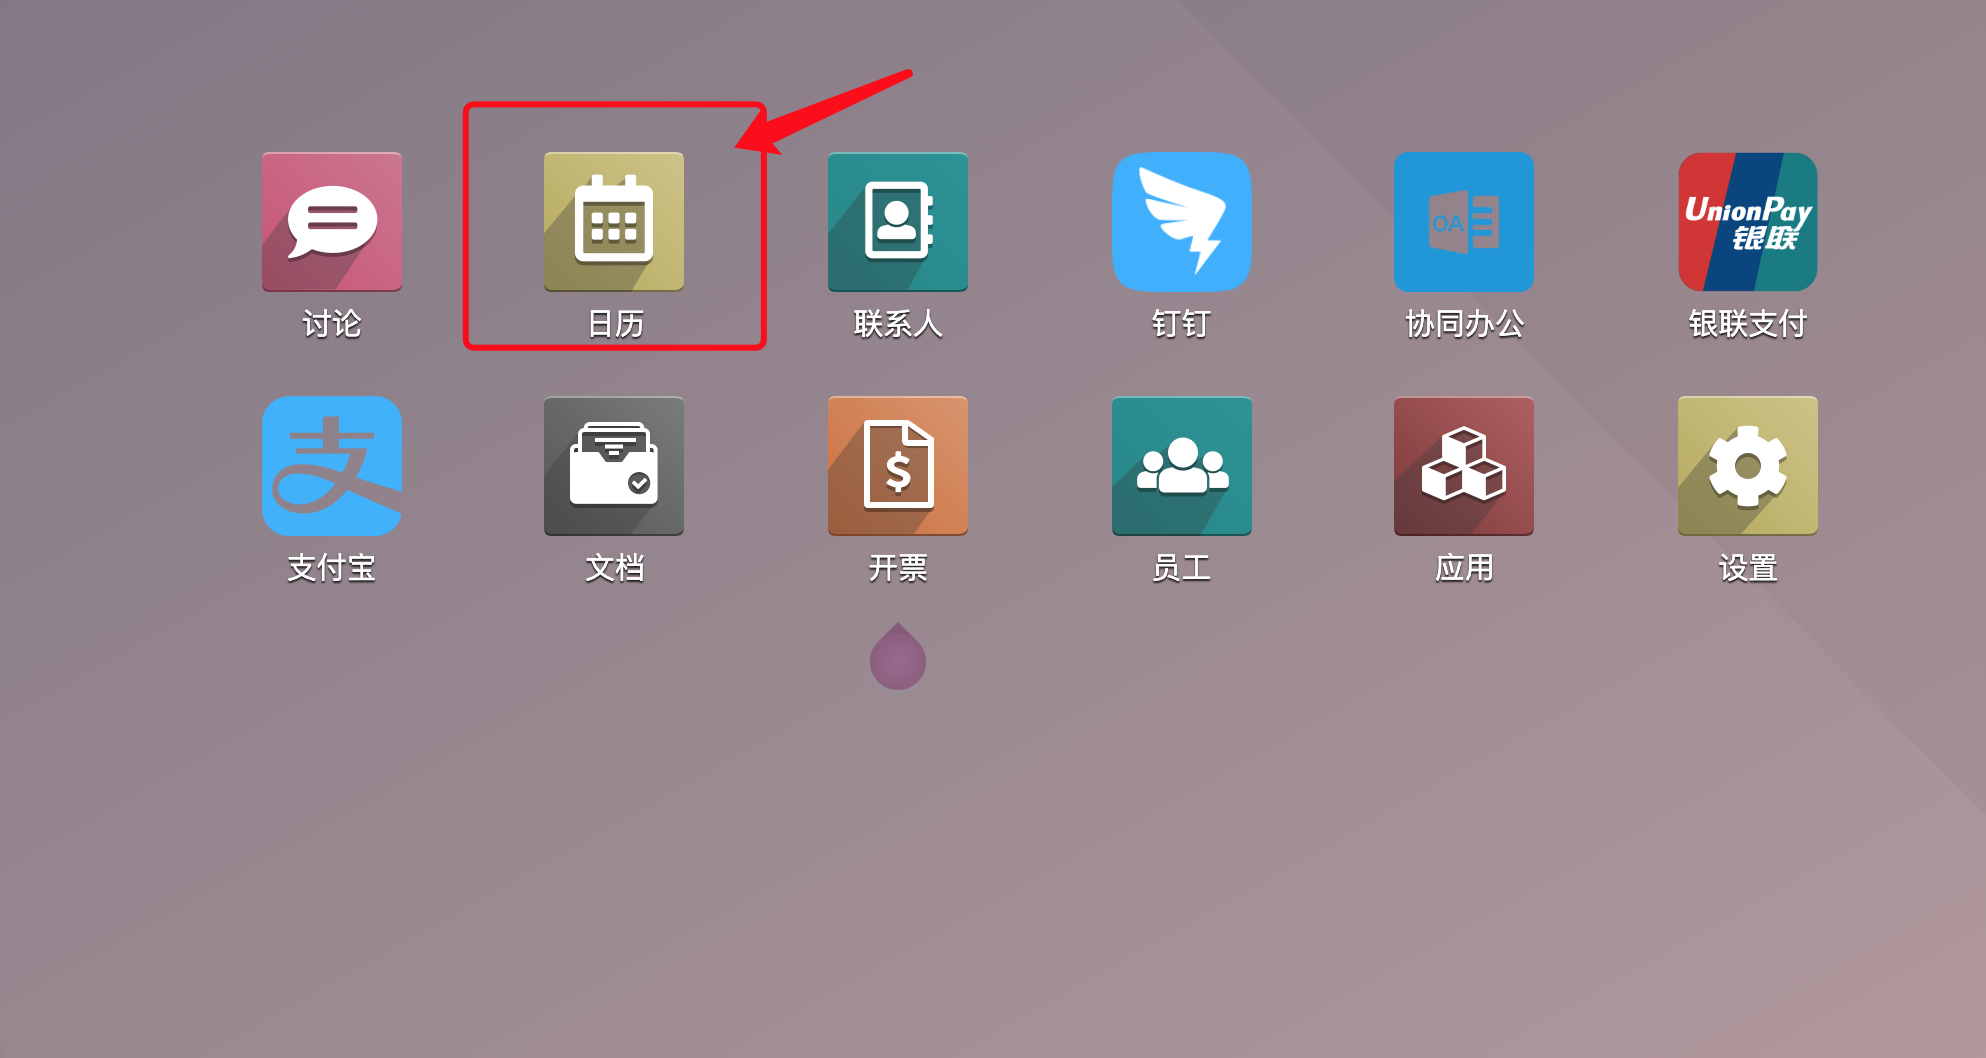 讨论
日历
联系人
钉钉
OA
协同办公
UnionPay
银联
银联支付
支
支付宝
文档
$
开票
员工
应用
设置